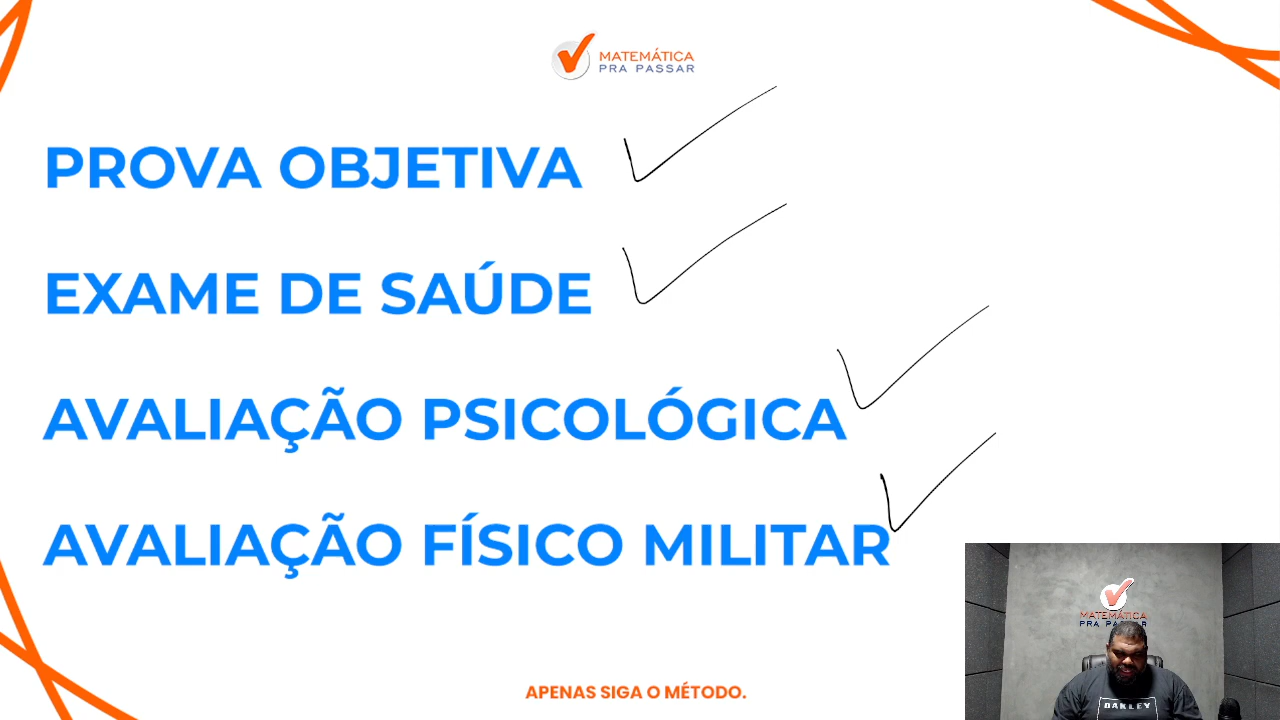 MATEMÁTICA
PRA PASSAR
PROVA OBJETIVA
EXAME DE SAÚDE
AVALIAÇÃO PSICOLÓGICA
AVALIAÇÃO FÍSICO MILITAR
MATEMÁTICA
PRA PASSAR
OAKLEY
APENAS SIGA O MÉTODO.